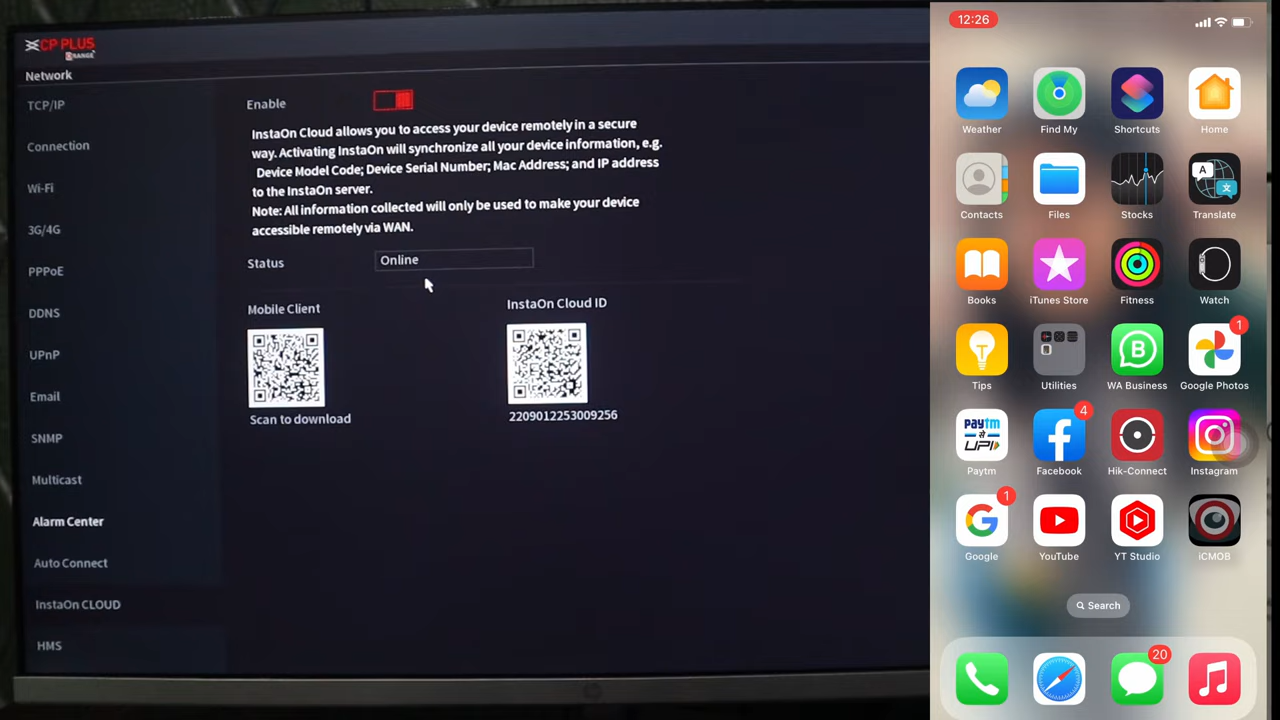 CP PLUS
ORANGE
Network
TCP/IP
Connection
Wi-Fi
3G/4G
PPPoE
DDNS
UPnP
Email
SNMP
Multicast
Alarm Center
Auto Connect
InstaOn CLOUD
HMS
Enable
InstaOn Cloud allows you to access your device remotely in a secure
way. Activating InstaOn will synchronize all your device information, e.g.
Device Model Code; Device Serial Number; Mac Address; and IP address
to the InstaOn server.
Note: All information collected will only be used to make your device
accessible remotely via WAN.
Status
Online
Mobile Client
InstaOn Cloud ID
Scan to download
2209012253009256
12:26
Weather
Find My
Shortcuts
Home
Contacts
Files
Stocks
A
文
Translate
Books
iTunes Store
Fitness
Watch
Tips
Utilities
B
WA Business
1
Google Photos
Paytm
से
UPI
Paytm
4
Facebook
Hik-Connect
Instagram
1
Google
YouTube
YT Studio
iCMOB
Search
20